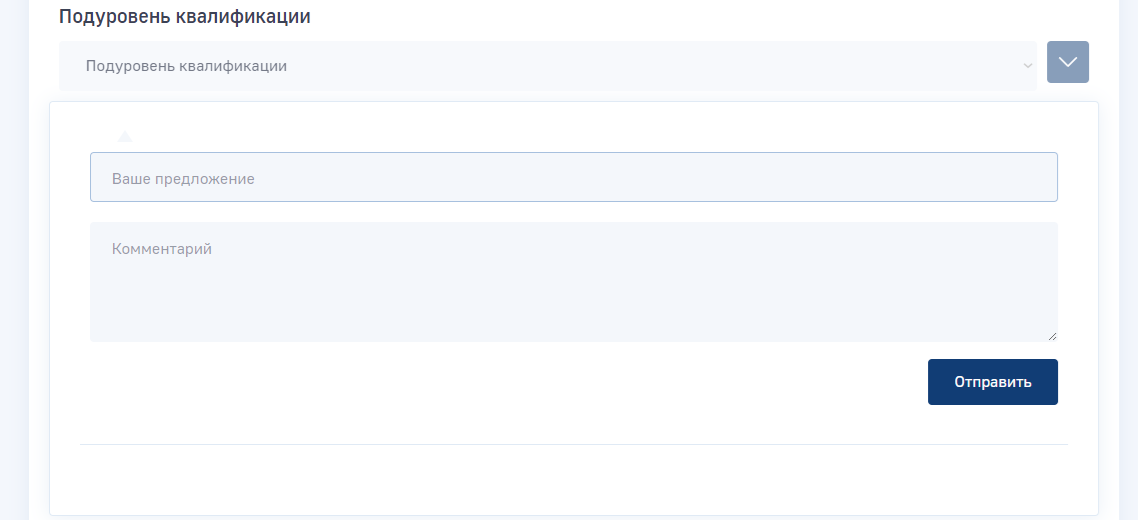 Подуровень квалификации
Подуровень квалификации
Ваше предложение
Комментарий
Отправить